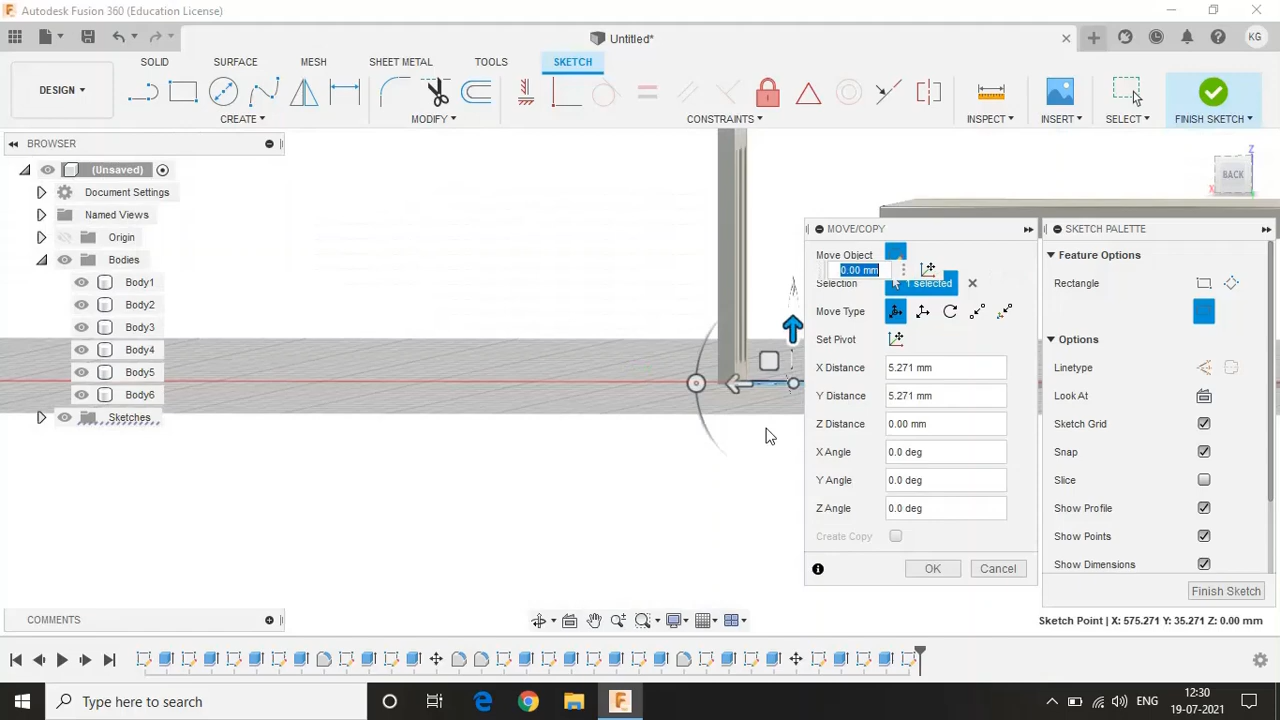 Autodesk Fusion 360 (Education License)
Untitled*
KG
DESIGN
SOLID
SURFACE
MESH
SHEET METAL
TOOLS
SKETCH
CREATE
MODIFY
CONSTRAINTS
INSPECT
INSERT
SELECT
FINISH SKETCH
BROWSER
(Unsaved)
Document Settings
Named Views
Origin
Bodies
Body1
Body2
Body3
Body4
Body5
Body6
Sketches
Z
BACK
X
MOVE/COPY
Move Object
0.00 mm
Selection
1 selected
Move Type
Set Pivot
X Distance
5.271 mm
Y Distance
5.271 mm
Z Distance
0.00 mm
X Angle
0.0 deg
Y Angle
0.0 deg
Z Angle
0.0 deg
Create Copy
OK
Cancel
SKETCH PALETTE
Feature Options
Rectangle
Options
Linetype
Look At
Sketch Grid
Snap
Slice
Show Profile
Show Points
Show Dimensions
Finish Sketch
COMMENTS
Sketch Point | X: 575.271 Y: 35.271 Z: 0.00 mm
Type here to search
ENG
12:30
19-07-2021